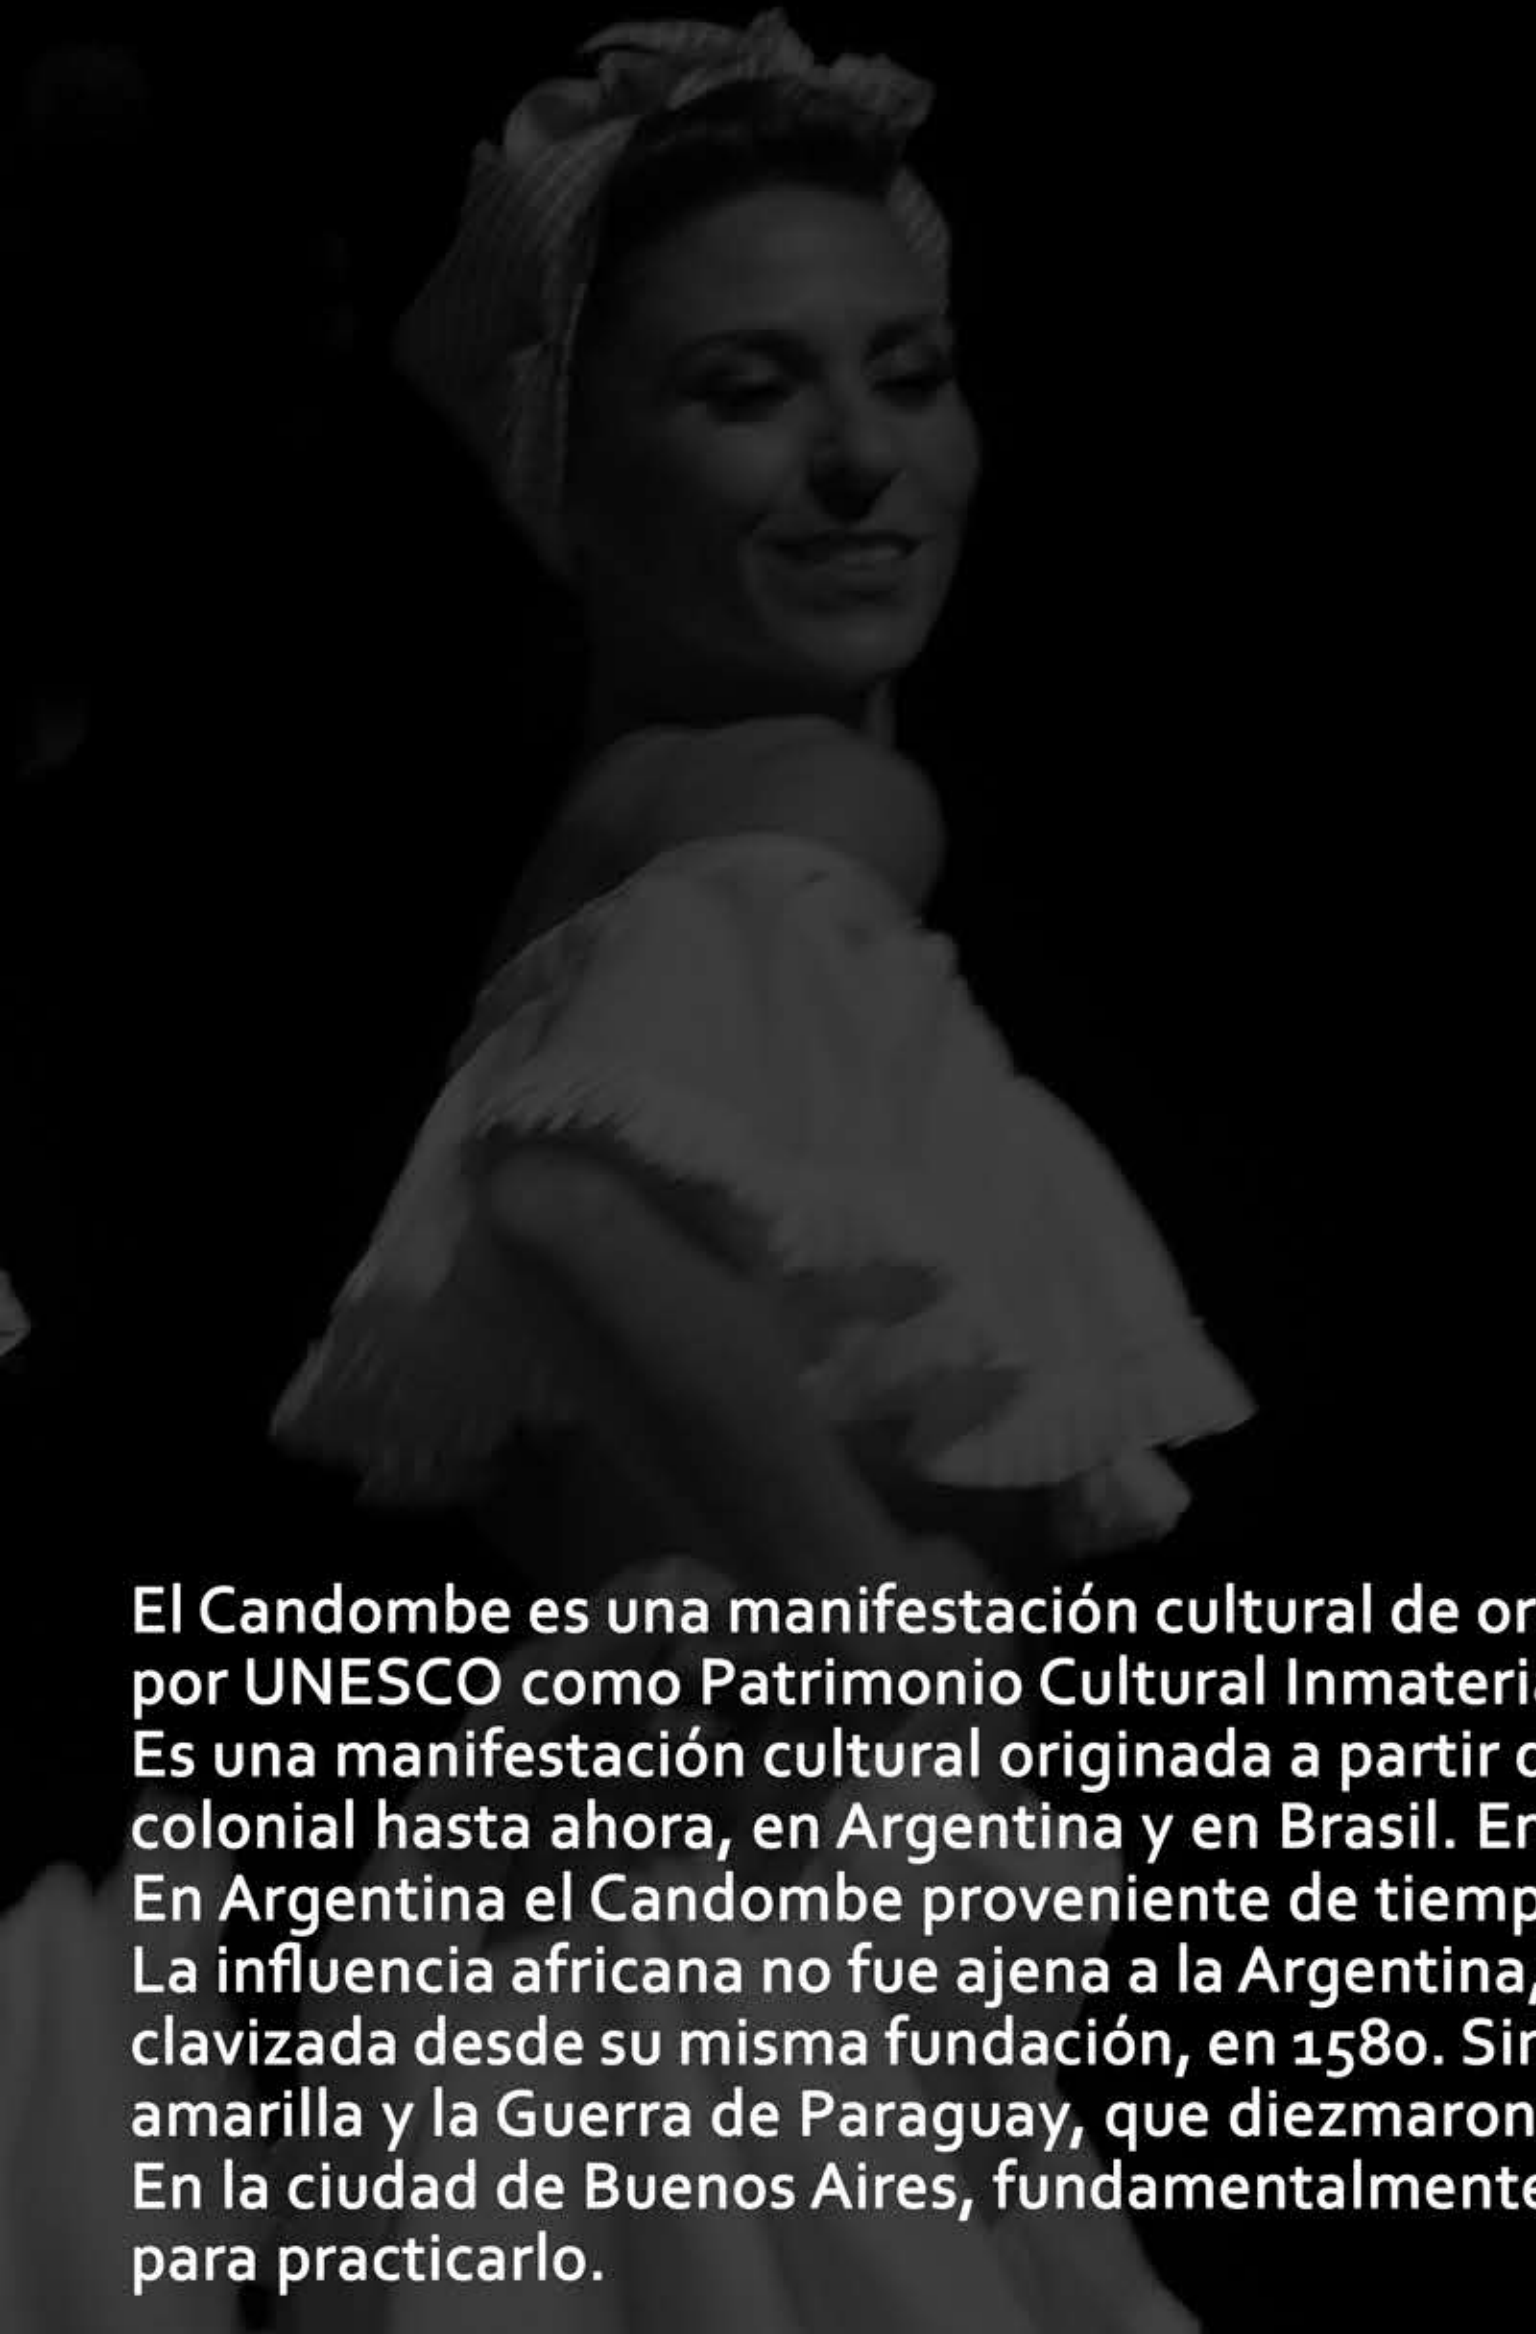 El Candombe es una manifestación cultural de or
por UNESCO como Patrimonio Cultural Inmateri
Es una manifestación cultural originada a partir
colonial hasta ahora, en Argentina y en Brasil. En
En Argentina el Candombe proveniente de tiemp
La influencia africana no fue ajena a la Argentina,
clavizada desde su misma fundación, en 1580. Sin
amarilla y la Guerra de Paraguay, que diezmaron
En la ciudad de Buenos Aires, fundamentalmente
para practicarlo.